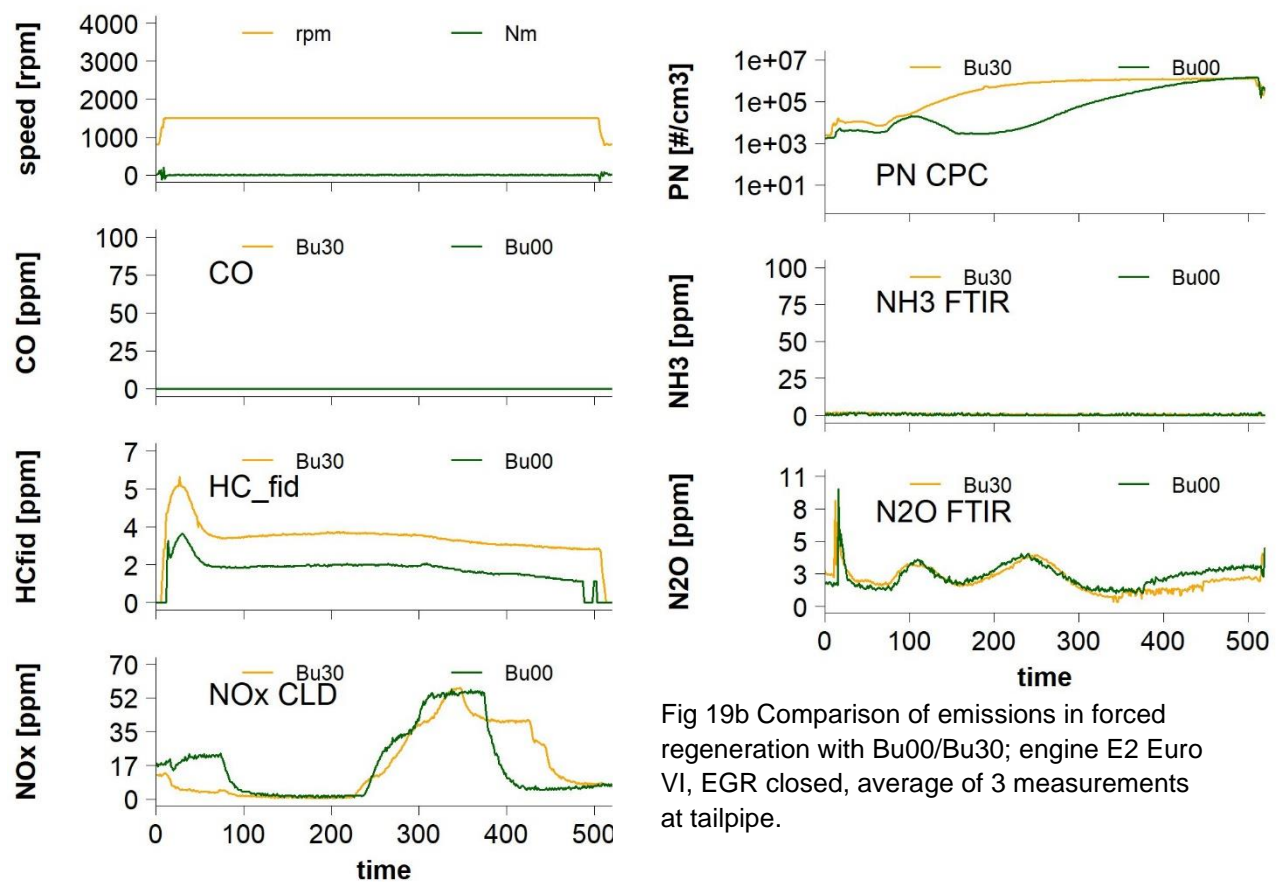 speed [rpm]
4000
3000
2000
1000
0
rpm Nm
CO [ppm]
100
75
50
25
0
Bu30 Bu00
CO
HCfid [ppm]
7
5
4
2
0
Bu30 Bu00
HC_fid
NOx [ppm]
70
52
35
17
0
Bu30 Bu00
NOx CLD
0 100 200 300 400 500
time
PN [#/cm3]
1e+07
1e+05
1e+03
1e+01
Bu30 Bu00
PN CPC
NH3 [ppm]
100
75
50
25
0
Bu30 Bu00
NH3 FTIR
N2O [ppm]
11
8
5
3
0
Bu30 Bu00
N2O FTIR
0 100 200 300 400 500
time
Fig 19b Comparison of emissions in forced
regeneration with Bu00/Bu30; engine E2 Euro
VI, EGR closed, average of 3 measurements
at tailpipe.